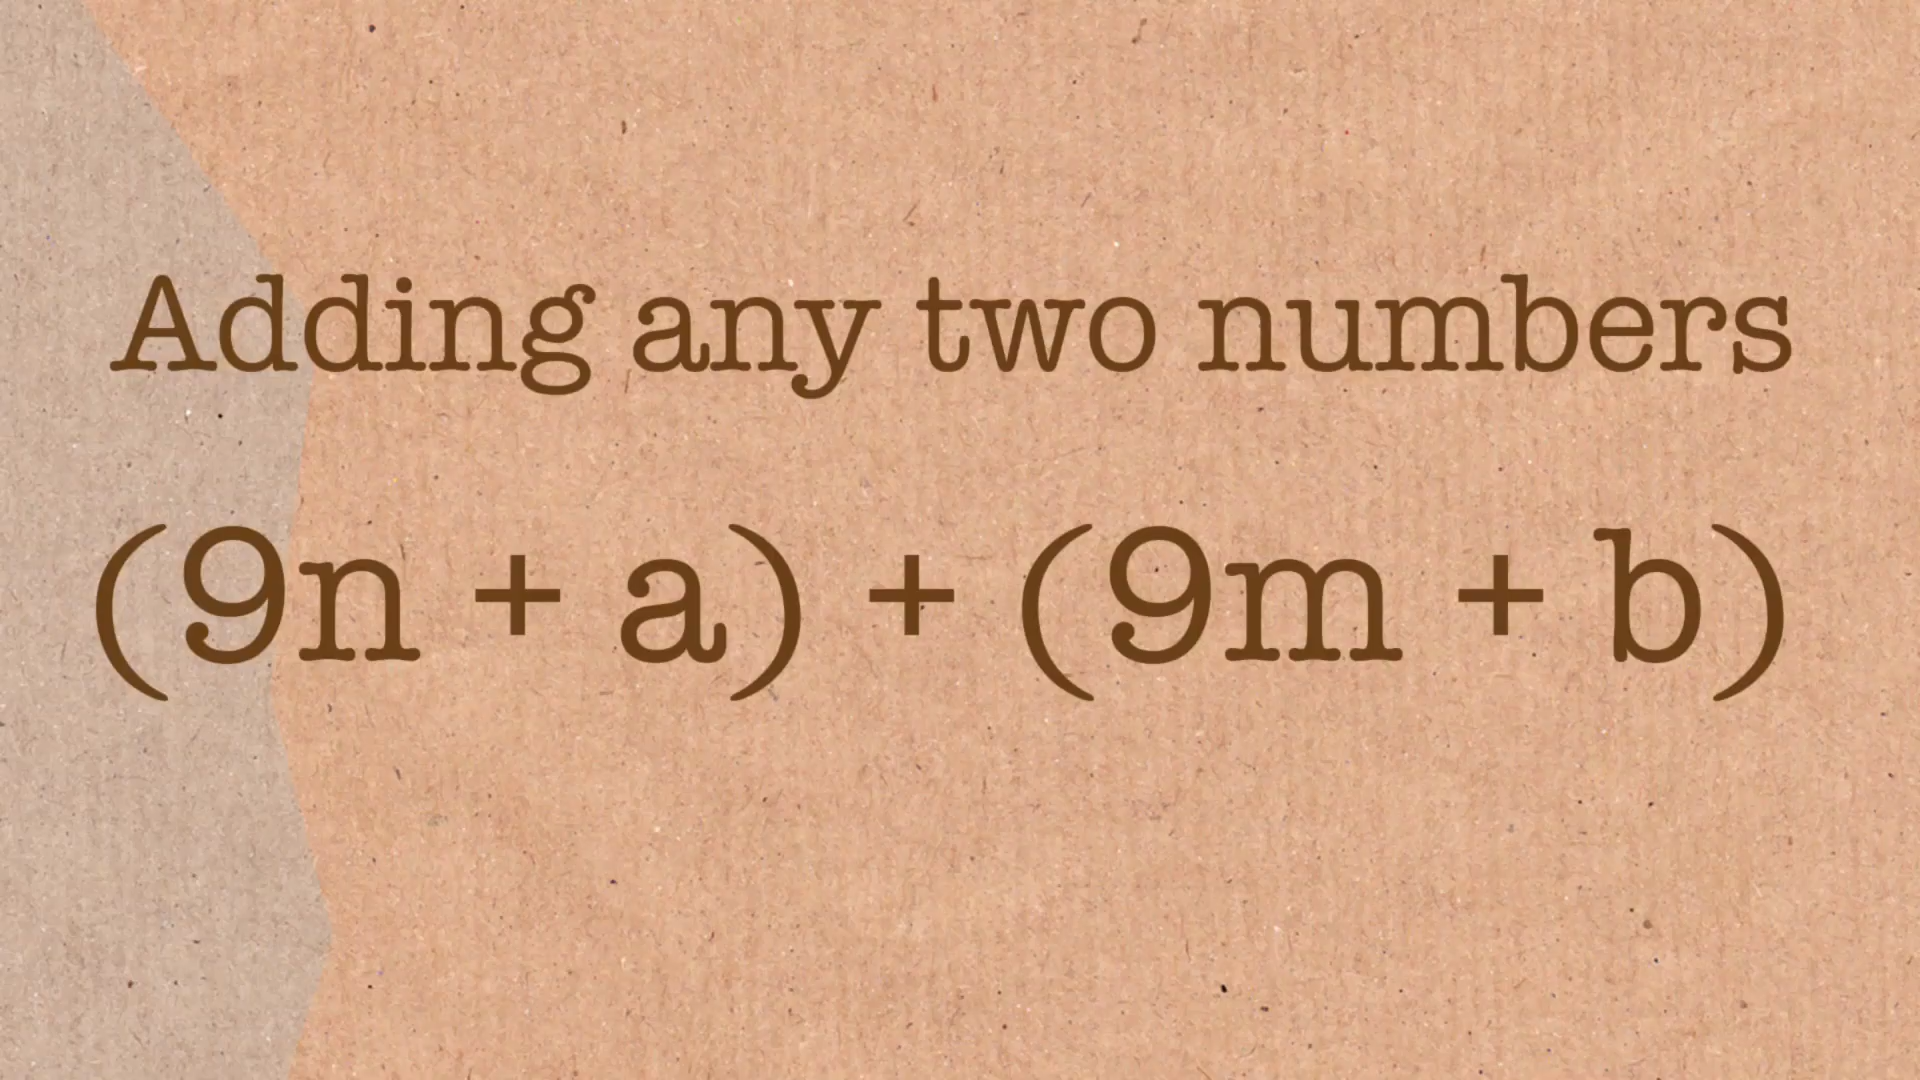 Adding any two numbers
(9n + a) + (9m + b)